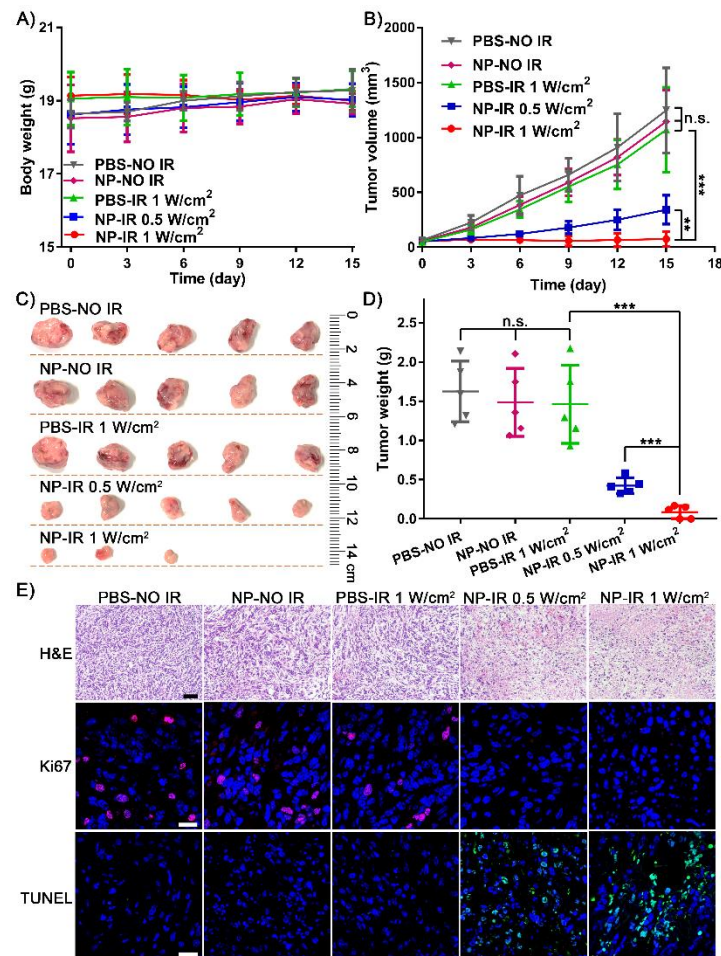 A)
Body weight (g)
21
19
17
15
PBS-NO IR
NP-NO IR
PBS-IR 1 W/cm²
NP-IR 0.5 W/cm²
NP-IR 1 W/cm²
0 3 6 9 12 15
Time (day)
B)
Tumor volume (mm³)
2000
1500
1000
500
0
PBS-NO IR
NP-NO IR
PBS-IR 1 W/cm²
NP-IR 0.5 W/cm²
NP-IR 1 W/cm²
n.s.
***
**
0 3 6 9 12 15 18
Time (day)
C)
PBS-NO IR
NP-NO IR
PBS-IR 1 W/cm²
NP-IR 0.5 W/cm²
NP-IR 1 W/cm²
0
2
4
6
8
10
12
14 cm
D)
Tumor weight (g)
2.5
2.0
1.5
1.0
0.5
0.0
n.s.
***
***
PBS-NO IR
NP-NO IR
PBS-IR 1 W/cm²
NP-IR 0.5 W/cm²
NP-IR 1 W/cm²
E)
PBS-NO IR NP-NO IR PBS-IR 1 W/cm² NP-IR 0.5 W/cm² NP-IR 1 W/cm²
H&E
Ki67
TUNEL